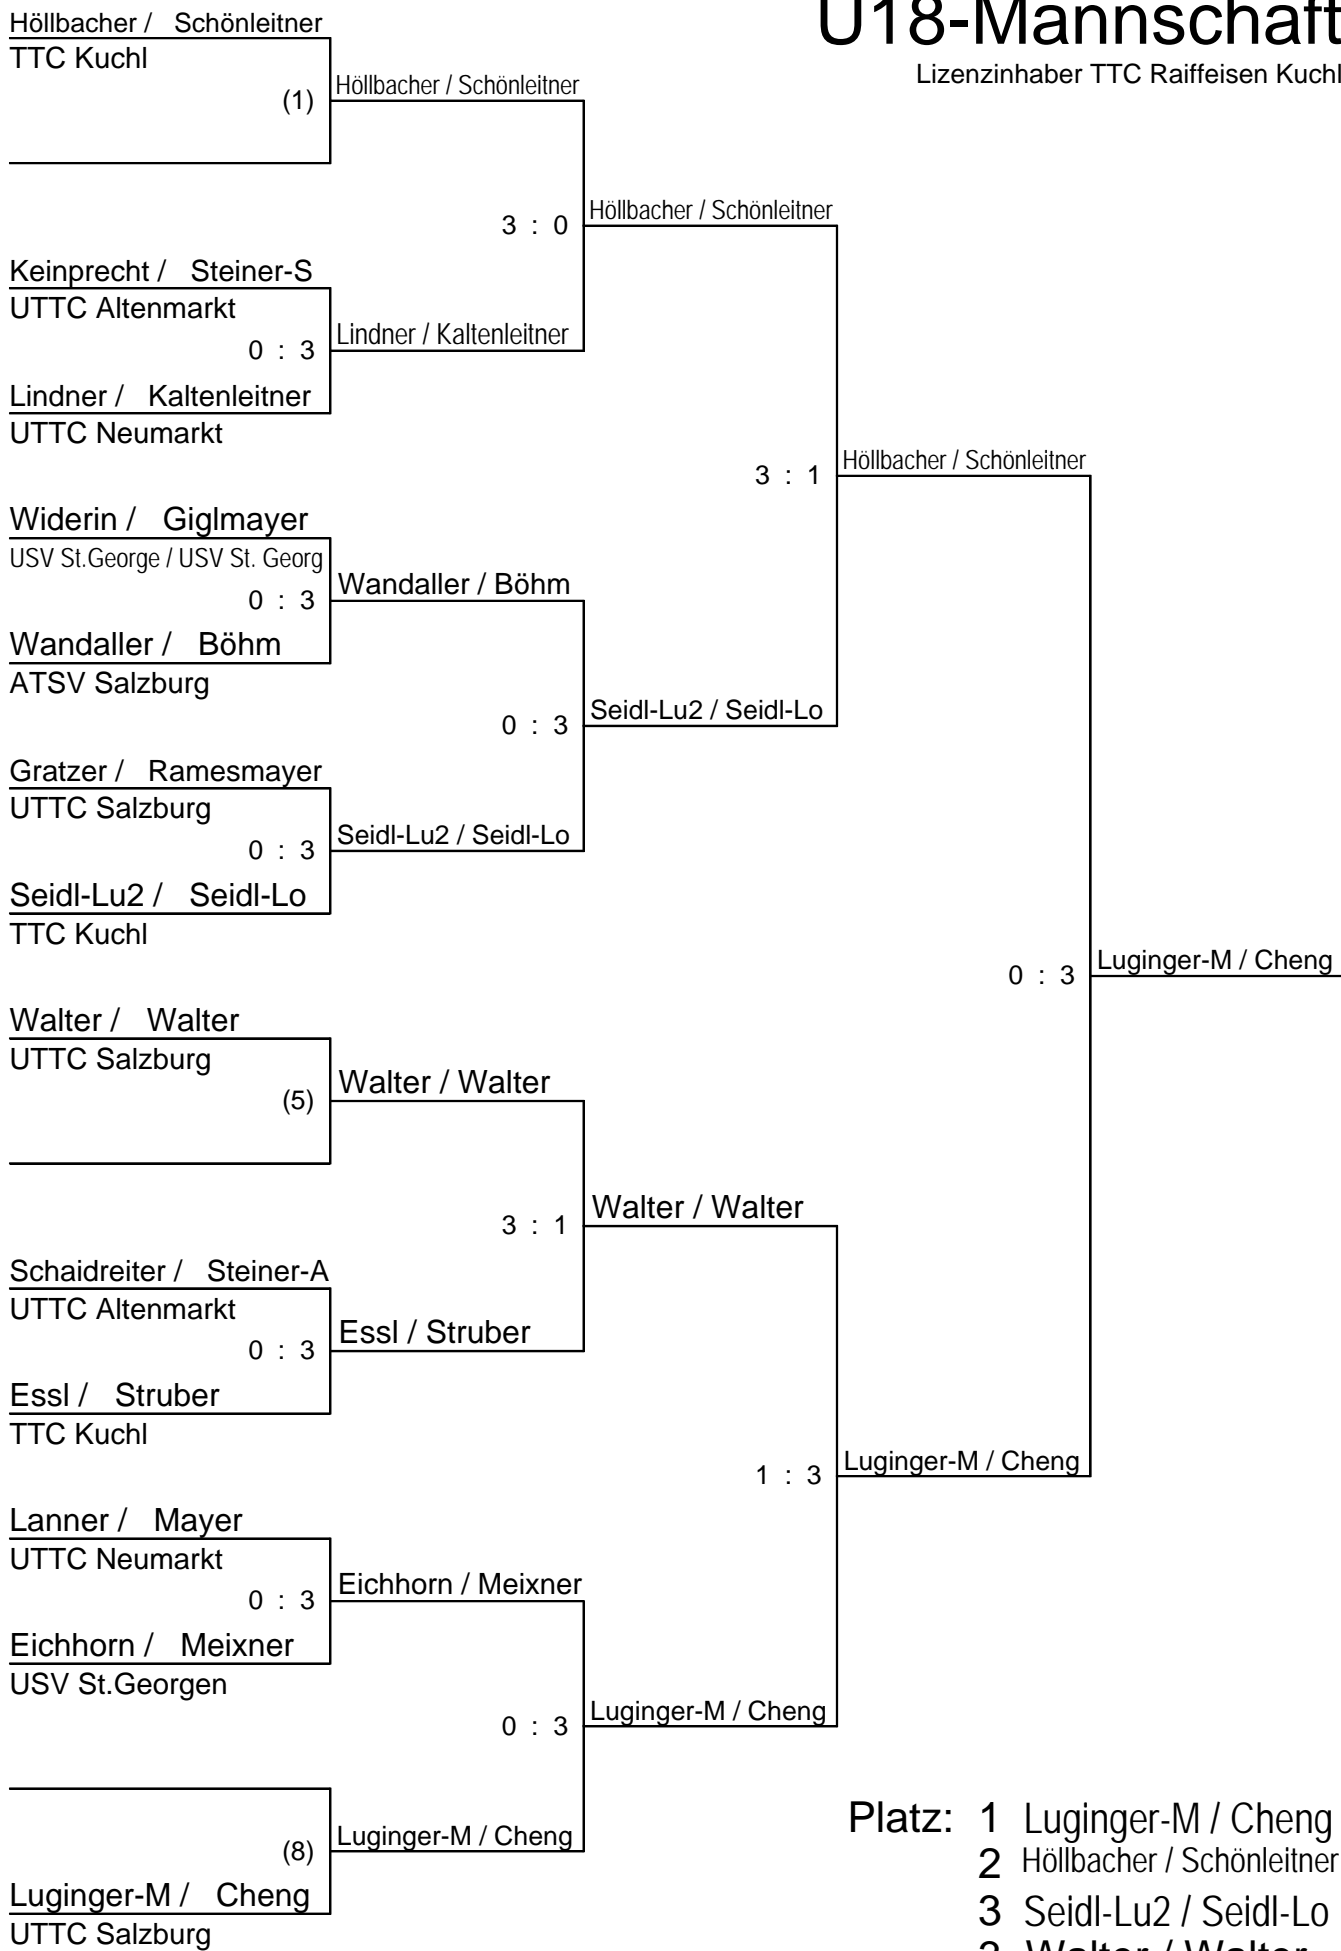 U18-Mannschaft
Lizenzinhaber TTC Raiffeisen Kuchl
Höllbacher / Schönleitner
TTC Kuchl
(1)
Höllbacher / Schönleitner
3 : 0
Höllbacher / Schönleitner
Keinprecht / Steiner-S
UTTC Altenmarkt
0 : 3
Lindner / Kaltenleitner
Lindner / Kaltenleitner
UTTC Neumarkt
3 : 1
Höllbacher / Schönleitner
Widerin / Giglmayer
USV St.George / USV St. Georg
0 : 3
Wandaller / Böhm
Wandaller / Böhm
ATSV Salzburg
0 : 3
Seidl-Lu2 / Seidl-Lo
Gratzer / Ramesmayer
UTTC Salzburg
0 : 3
Seidl-Lu2 / Seidl-Lo
Seidl-Lu2 / Seidl-Lo
TTC Kuchl
0 : 3
Luginger-M / Cheng
Walter / Walter
UTTC Salzburg
(5)
Walter / Walter
3 : 1
Walter / Walter
Schaidreiter / Steiner-A
UTTC Altenmarkt
0 : 3
Essl / Struber
Essl / Struber
TTC Kuchl
1 : 3
Luginger-M / Cheng
Lanner / Mayer
UTTC Neumarkt
0 : 3
Eichhorn / Meixner
Eichhorn / Meixner
USV St.Georgen
0 : 3
Luginger-M / Cheng
(8)
Luginger-M / Cheng
Luginger-M / Cheng
UTTC Salzburg
Platz: 1 Luginger-M / Cheng
2 Höllbacher / Schönleitner
3 Seidl-Lu2 / Seidl-Lo
3 Walter / Walter